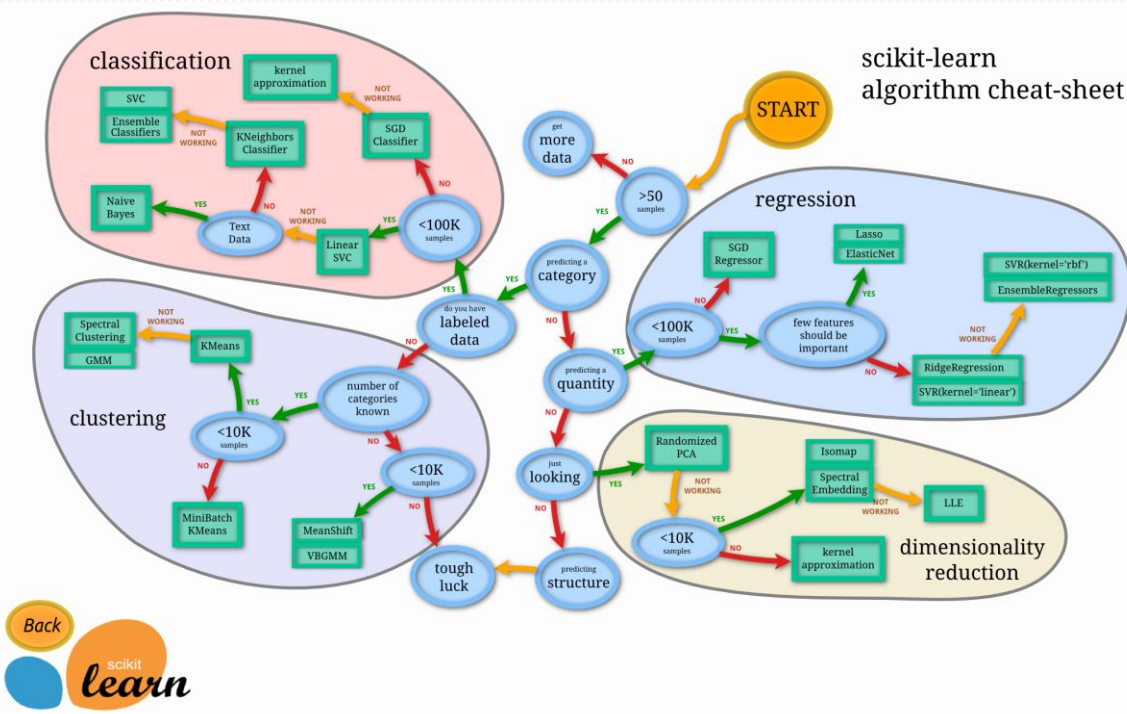 scikit-learn
algorithm cheat-sheet
START
get
more
data
NO
>50
samples
YES
predicting a
category
YES
NO
do you have
labeled
data
YES
NO
predicting a
quantity
YES
NO
just
looking
YES
NO
predicting
structure
tough
luck
classification
kernel
approximation
NOT
WORKING
SGD
Classifier
NO
<100K
samples
YES
Linear
SVC
NOT
WORKING
Text
Data
YES
Naive
Bayes
NO
KNeighbors
Classifier
NOT
WORKING
SVC
Ensemble
Classifiers
regression
<100K
samples
NO
SGD
Regressor
YES
few features
should be
important
YES
Lasso
ElasticNet
NO
RidgeRegression
SVR(kernel='linear')
NOT
WORKING
SVR(kernel='rbf')
EnsembleRegressors
clustering
number of
categories
known
YES
<10K
samples
YES
KMeans
NOT
WORKING
Spectral
Clustering
GMM
NO
MiniBatch
KMeans
NO
<10K
samples
YES
MeanShift
VBGMM
NO
dimensionality
reduction
Randomized
PCA
NOT
WORKING
<10K
samples
YES
Isomap
Spectral
Embedding
NOT
WORKING
LLE
NO
kernel
approximation
Back
scikit
learn